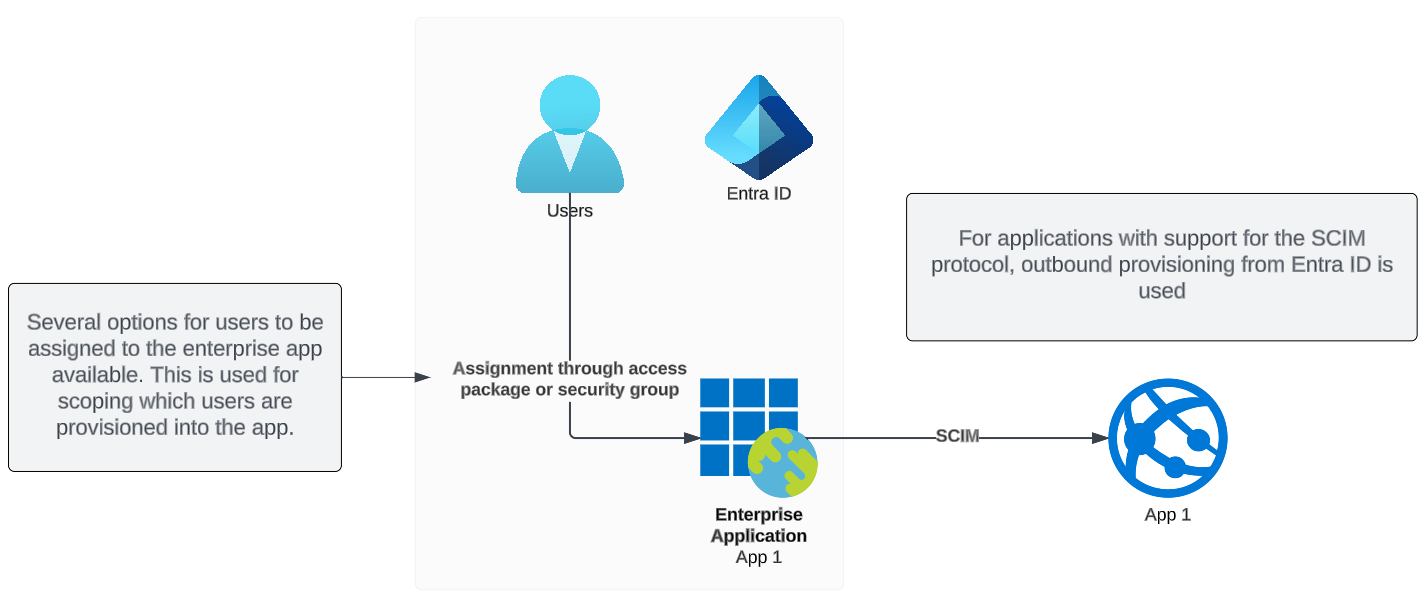 Users
Entra ID
For applications with support for the SCIM
protocol, outbound provisioning from Entra ID is
used
Several options for users to be
assigned to the enterprise app
available. This is used for
scoping which users are
provisioned into the app.
Assignment through access
package or security group
SCIM
Enterprise
Application
App 1
App 1